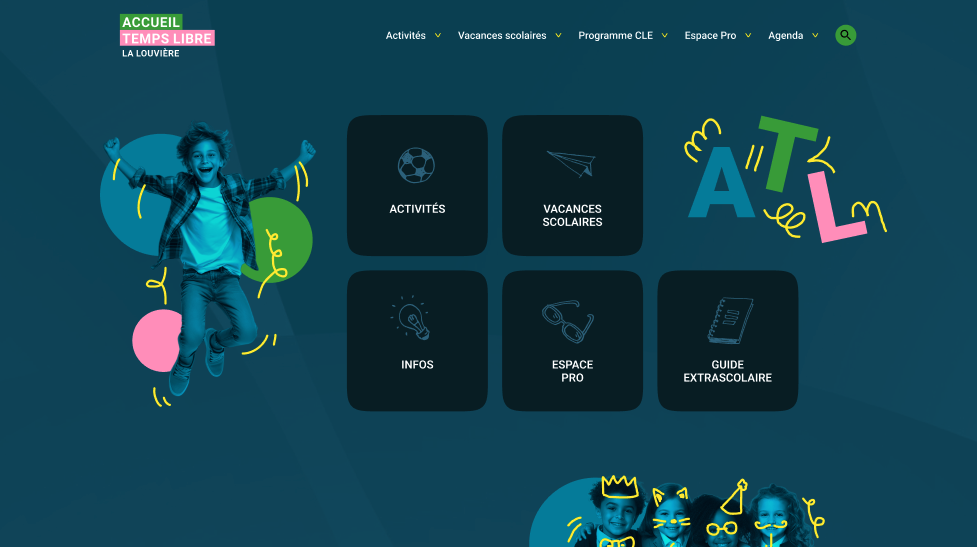 ACCUEIL
TEMPS LIBRE
LA LOUVIÈRE
Activités
Vacances scolaires
Programme CLE
Espace Pro
Agenda
ATL
ACTIVITÉS
VACANCES
SCOLAIRES
INFOS
ESPACE
PRO
GUIDE
EXTRASCOLAIRE